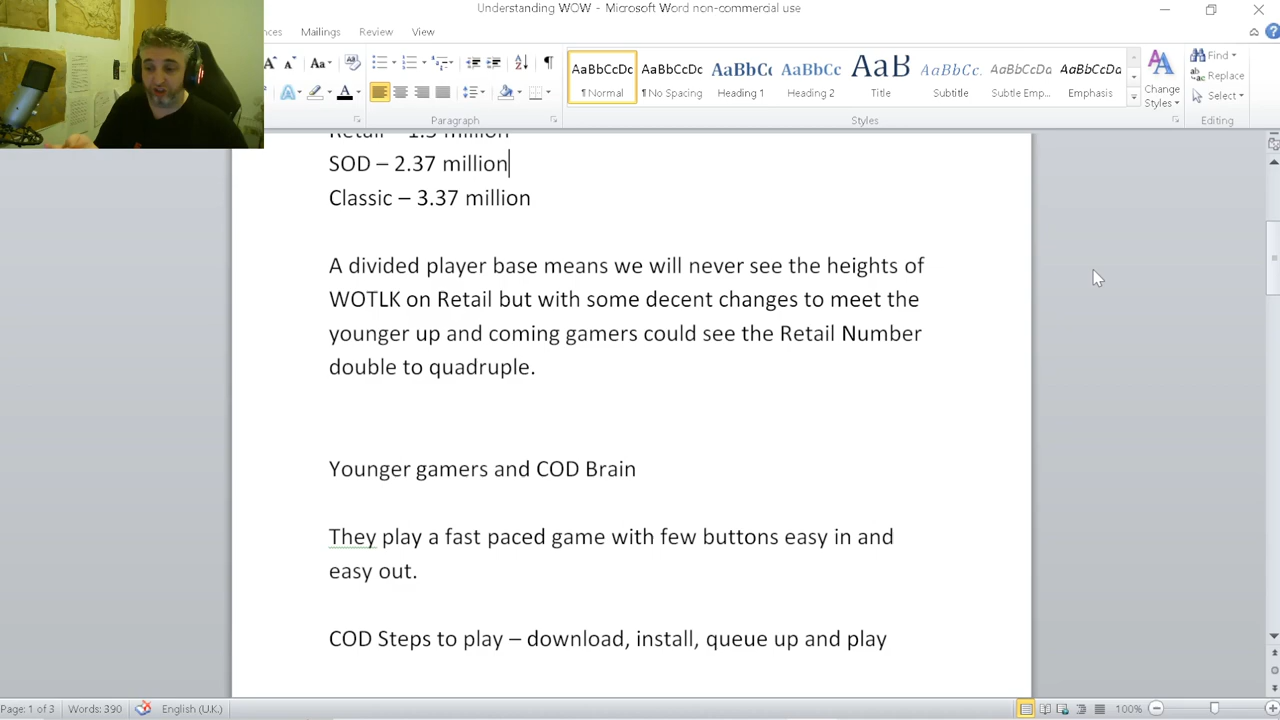 Understanding WOW - Microsoft Word non-commercial use
Mailings Review View
Aa
AaBbCcDc AaBbCcDc AaBbCc AaBbCc AaB AaBbCc. AaBbCcDa AaBbCcDa
¶ Normal ¶ No Spacing Heading 1 Heading 2 Title Subtitle Subtle Emp... Emphasis
Change Styles
Find
Replace
Select
Paragraph Styles Editing
SOD – 2.37 million
Classic – 3.37 million
A divided player base means we will never see the heights of
WOTLK on Retail but with some decent changes to meet the
younger up and coming gamers could see the Retail Number
double to quadruple.
Younger gamers and COD Brain
They play a fast paced game with few buttons easy in and
easy out.
COD Steps to play – download, install, queue up and play
Page: 1 of 3 Words: 390 English (U.K.) 100%